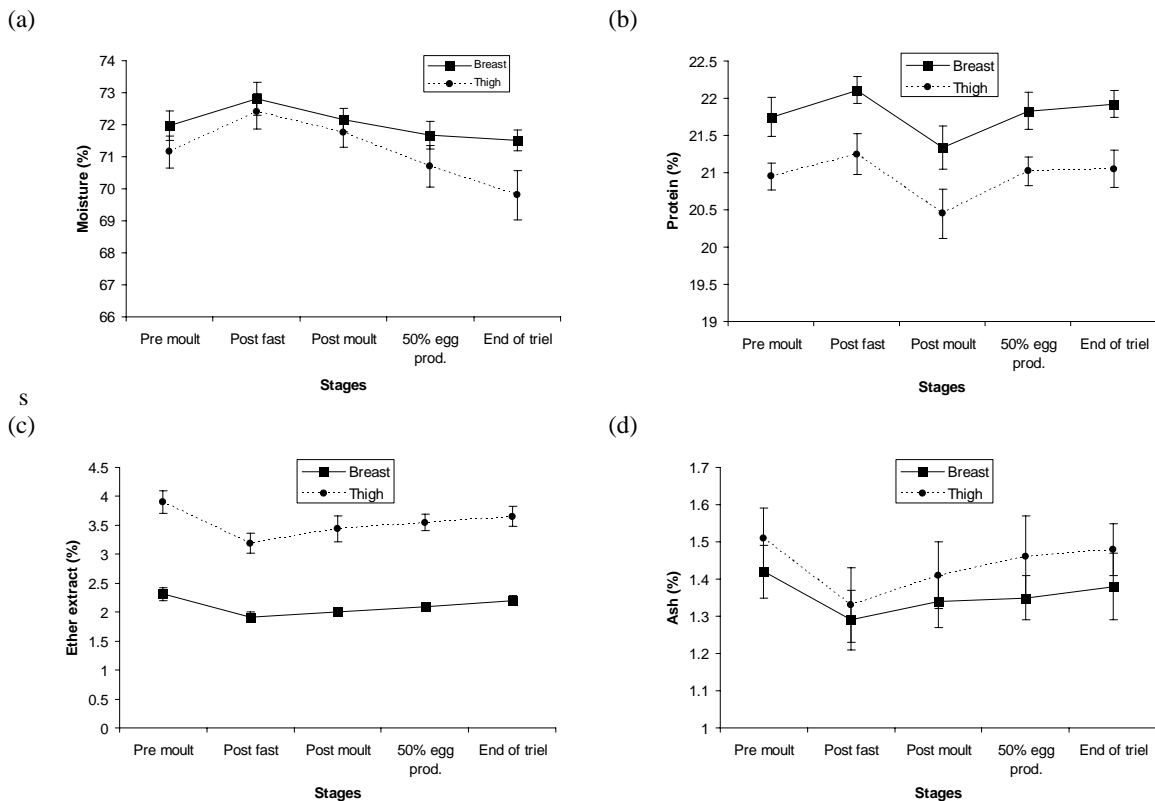 (a)
74
73
72
71
70
69
68
67
66
Moisture (%)
Breast
Thigh
Pre moult Post fast Post moult 50% egg prod. End of triel
Stages
(b)
22.5
22
21.5
21
20.5
20
19.5
19
Protein (%)
Breast
Thigh
Pre moult Post fast Post moult 50% egg prod. End of triel
Stages
s
(c)
4.5
4
3.5
3
2.5
2
1.5
1
0.5
0
Ether extract (%)
Breast
Thigh
Pre moult Post fast Post moult 50% egg prod. End of triel
Stages
(d)
1.7
1.6
1.5
1.4
1.3
1.2
1.1
1
Ash (%)
Breast
Thigh
Pre moult Post fast Post moult 50% egg prod. End of triel
Stages